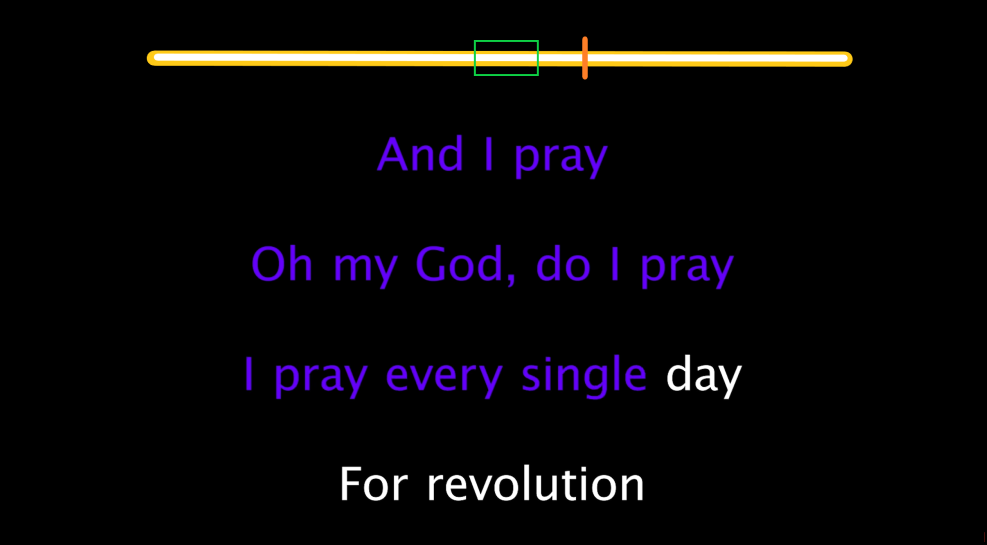 And I pray
Oh my God, do I pray
I pray every single day
For revolution